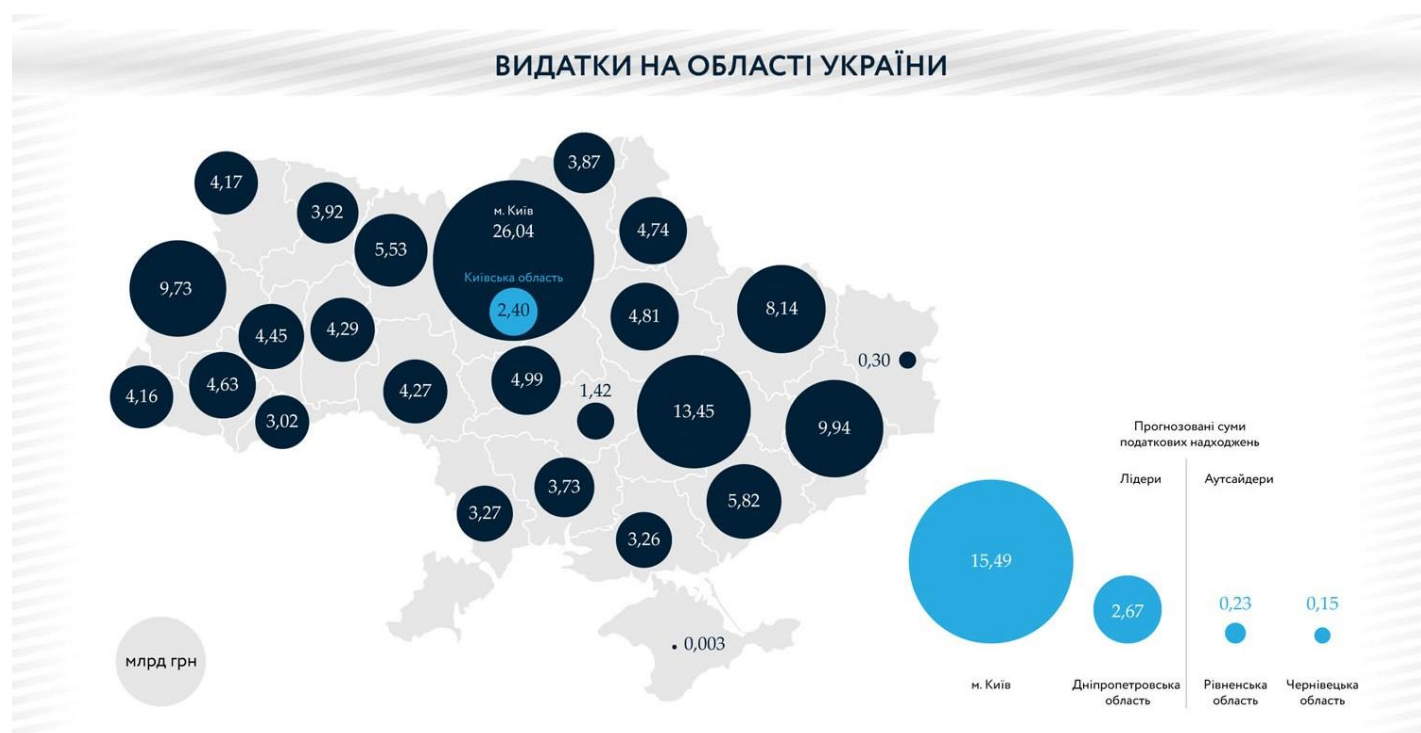 ВИДАТКИ НА ОБЛАСТІ УКРАЇНИ
3,87
4,17
3,92
м. Київ
26,04
4,74
5,53
Київська область
2,40
9,73
8,14
4,81
4,45
4,29
0,30
4,16
4,63
4,27
4,99
1,42
13,45
9,94
3,02
3,73
5,82
3,27
3,26
0,003
млрд грн
Прогнозовані суми
податкових надходжень
Лідери
Аутсайдери
15,49
2,67
0,23
0,15
м. Київ
Дніпропетровська
область
Рівненська
область
Чернівецька
область